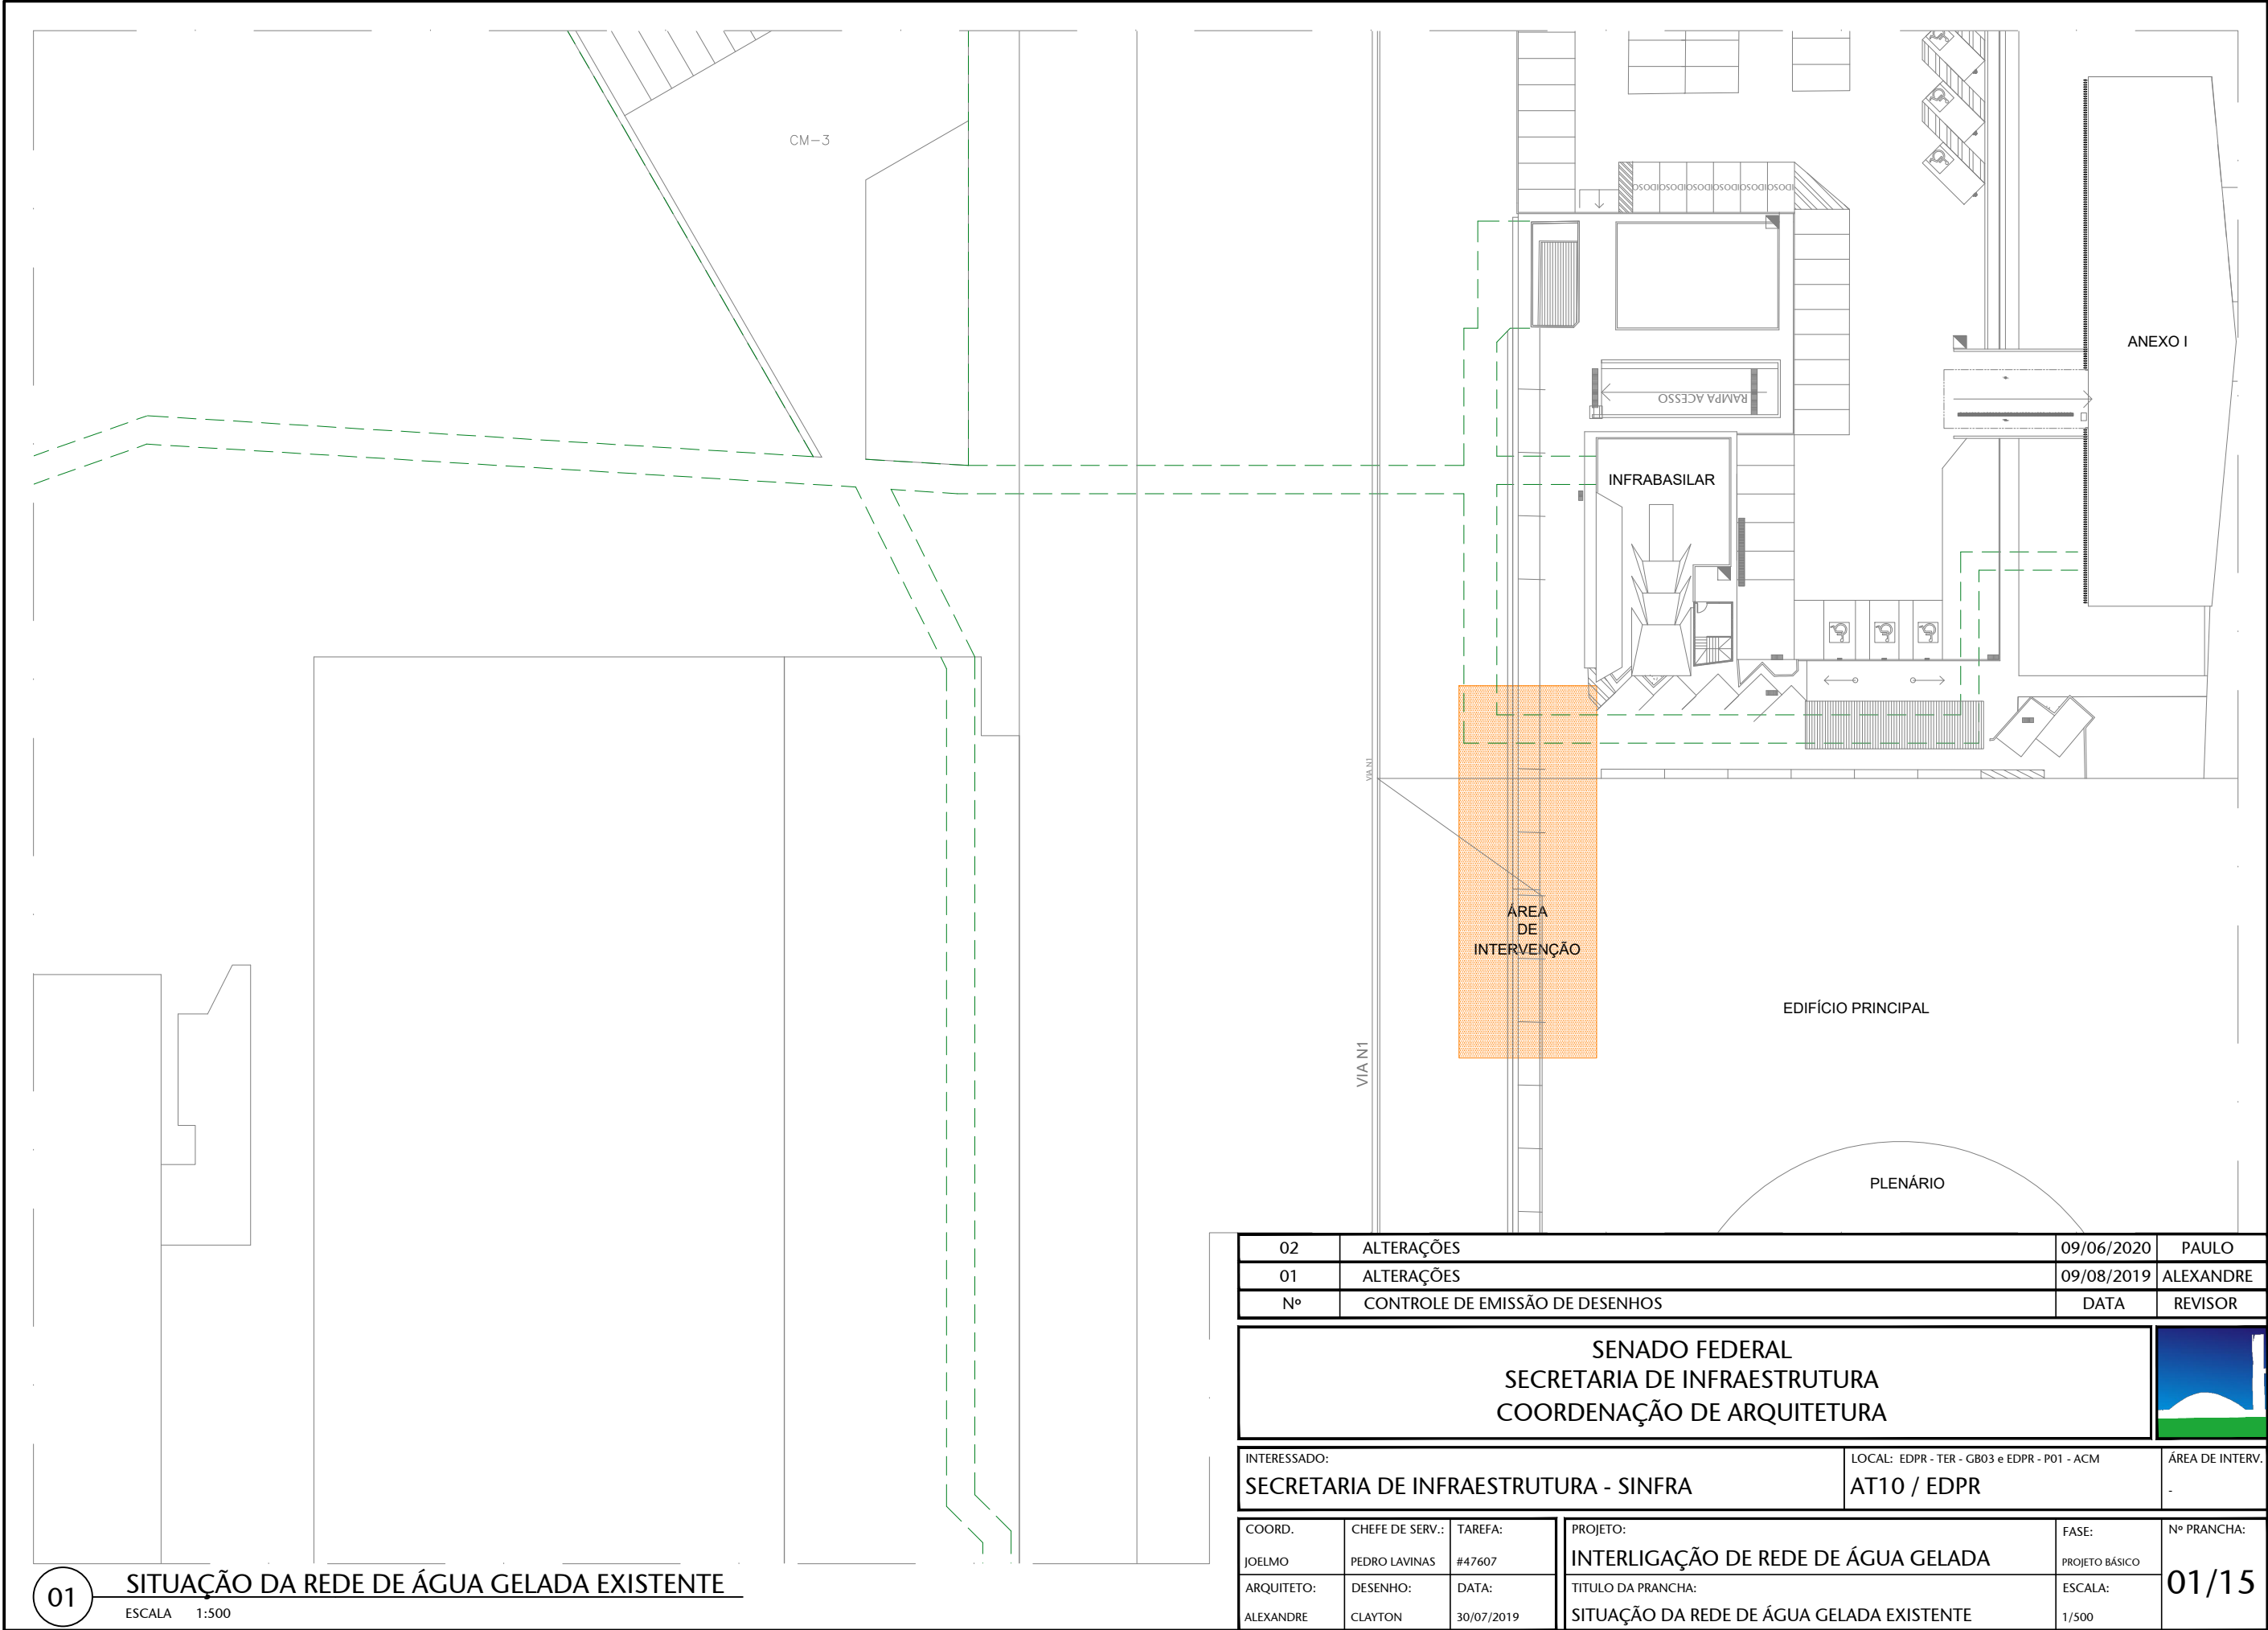 CM-3
IDOSO IDOSO IDOSO IDOSO IDOSO IDOSO
ANEXO I
RAMPA ACESSO
INFRABASILAR
VIA N1
ÁREA
DE
INTERVENÇÃO
EDIFÍCIO PRINCIPAL
VIA N1
PLENÁRIO
02 ALTERAÇÕES 09/06/2020 PAULO
01 ALTERAÇÕES 09/08/2019 ALEXANDRE
Nº CONTROLE DE EMISSÃO DE DESENHOS DATA REVISOR
SENADO FEDERAL
SECRETARIA DE INFRAESTRUTURA
COORDENAÇÃO DE ARQUITETURA
INTERESSADO:
SECRETARIA DE INFRAESTRUTURA - SINFRA
LOCAL: EDPR - TER - GB03 e EDPR - P01 - ACM
AT10 / EDPR
ÁREA DE INTERV.
-
COORD.
JOELMO
CHEFE DE SERV.:
PEDRO LAVINAS
TAREFA:
#47607
PROJETO:
INTERLIGAÇÃO DE REDE DE ÁGUA GELADA
FASE:
PROJETO BÁSICO
Nº PRANCHA:
01/15
ARQUITETO:
ALEXANDRE
DESENHO:
CLAYTON
DATA:
30/07/2019
TITULO DA PRANCHA:
SITUAÇÃO DA REDE DE ÁGUA GELADA EXISTENTE
ESCALA:
1/500
01 SITUAÇÃO DA REDE DE ÁGUA GELADA EXISTENTE
ESCALA 1:500